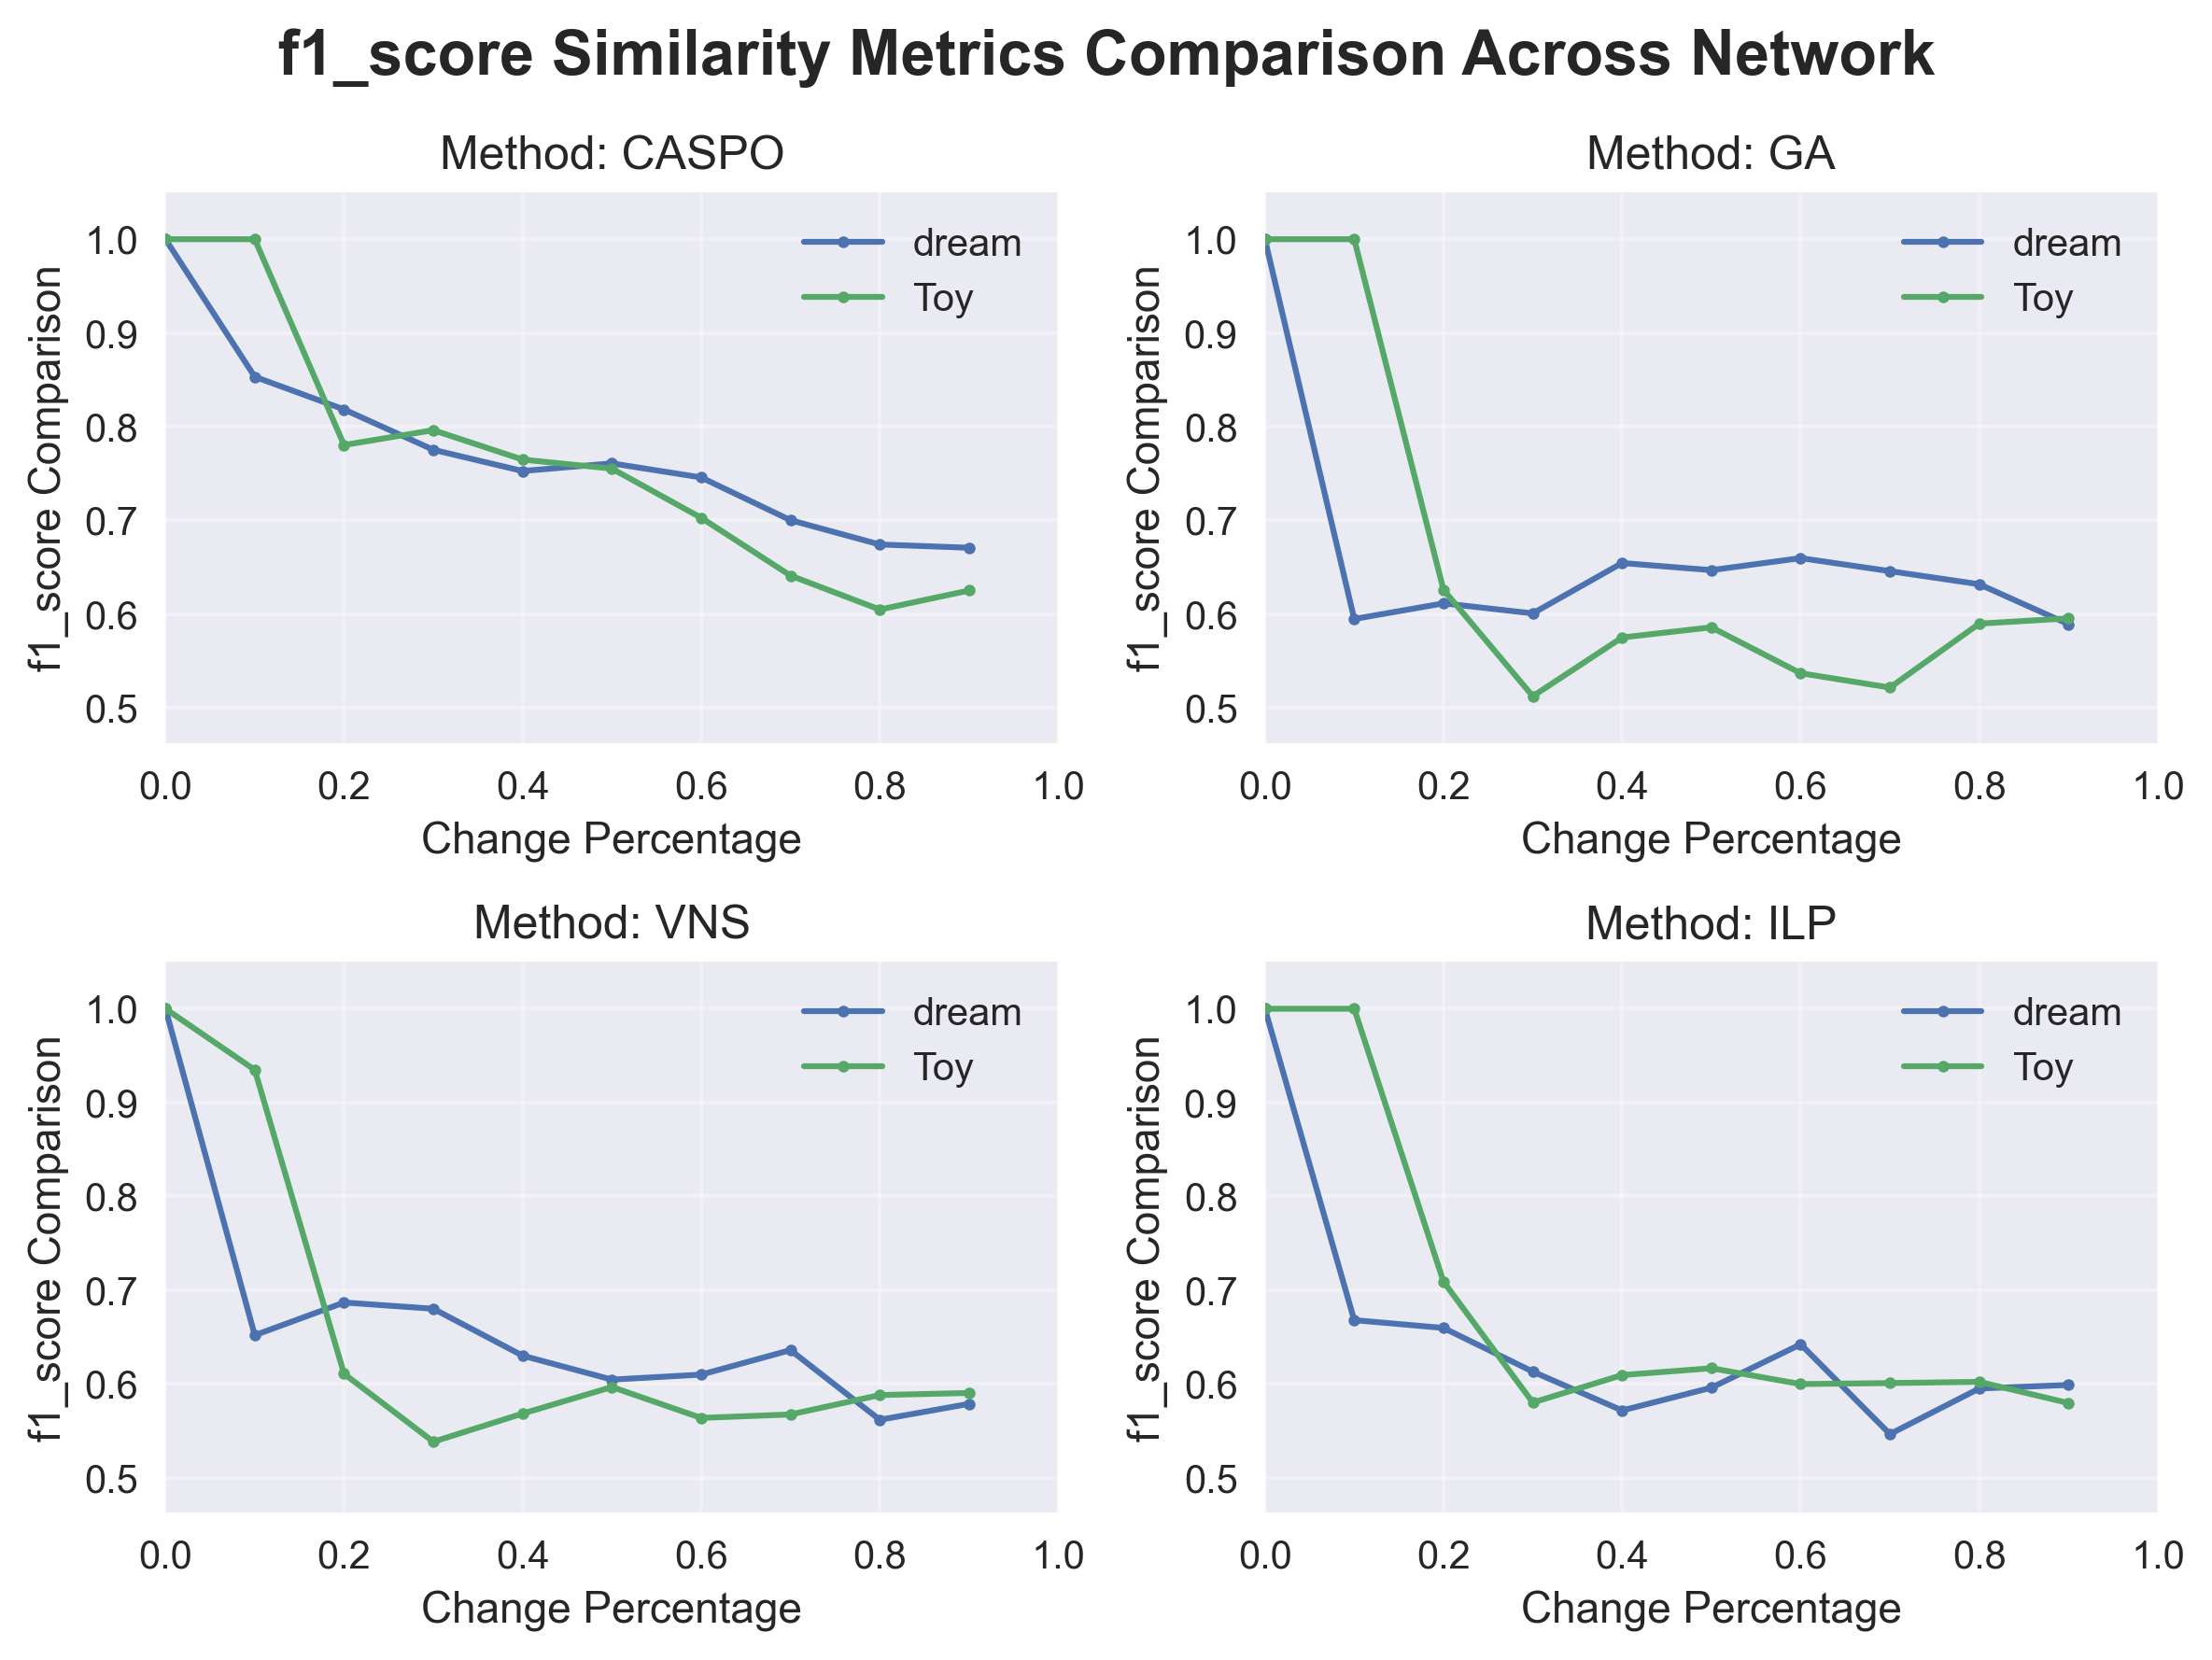 f1_score Similarity Metrics Comparison Across Network
Method: CASPO
f1_score Comparison
1.0
0.9
0.8
0.7
0.6
0.5
0.0 0.2 0.4 0.6 0.8 1.0
Change Percentage
dream
Toy
Method: GA
f1_score Comparison
1.0
0.9
0.8
0.7
0.6
0.5
0.0 0.2 0.4 0.6 0.8 1.0
Change Percentage
dream
Toy
Method: VNS
f1_score Comparison
1.0
0.9
0.8
0.7
0.6
0.5
0.0 0.2 0.4 0.6 0.8 1.0
Change Percentage
dream
Toy
Method: ILP
f1_score Comparison
1.0
0.9
0.8
0.7
0.6
0.5
0.0 0.2 0.4 0.6 0.8 1.0
Change Percentage
dream
Toy